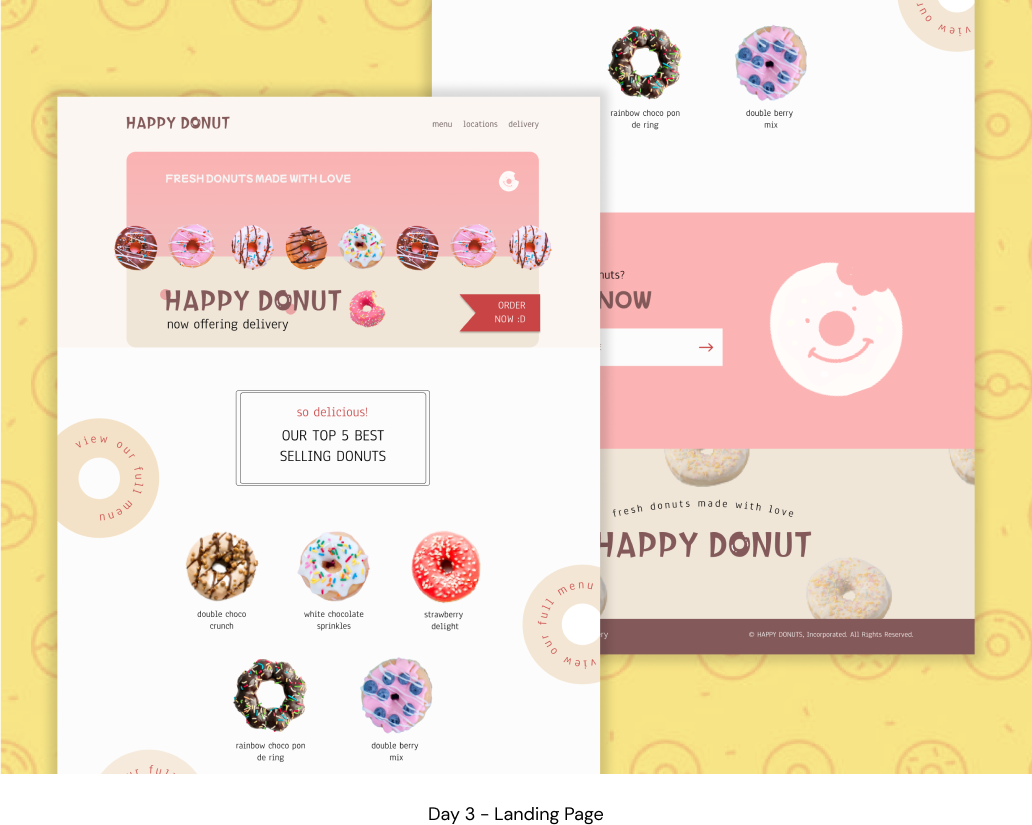 HAPPY DONUT
menu locations delivery
FRESH DONUTS MADE WITH LOVE
HAPPY DONUT
now offering delivery
ORDER
NOW :D
so delicious!
OUR TOP 5 BEST
SELLING DONUTS
view our full menu
double choco
crunch
white chocolate
sprinkles
strawberry
delight
view our full menu
view our
rainbow choco pon
de ring
double berry
mix
our full
view our
rainbow choco pon
de ring
double berry
mix
NOW
fresh donuts made with love
HAPPY DONUT
© HAPPY DONUTS, Incorporated. All Rights Reserved.
Day 3 - Landing Page